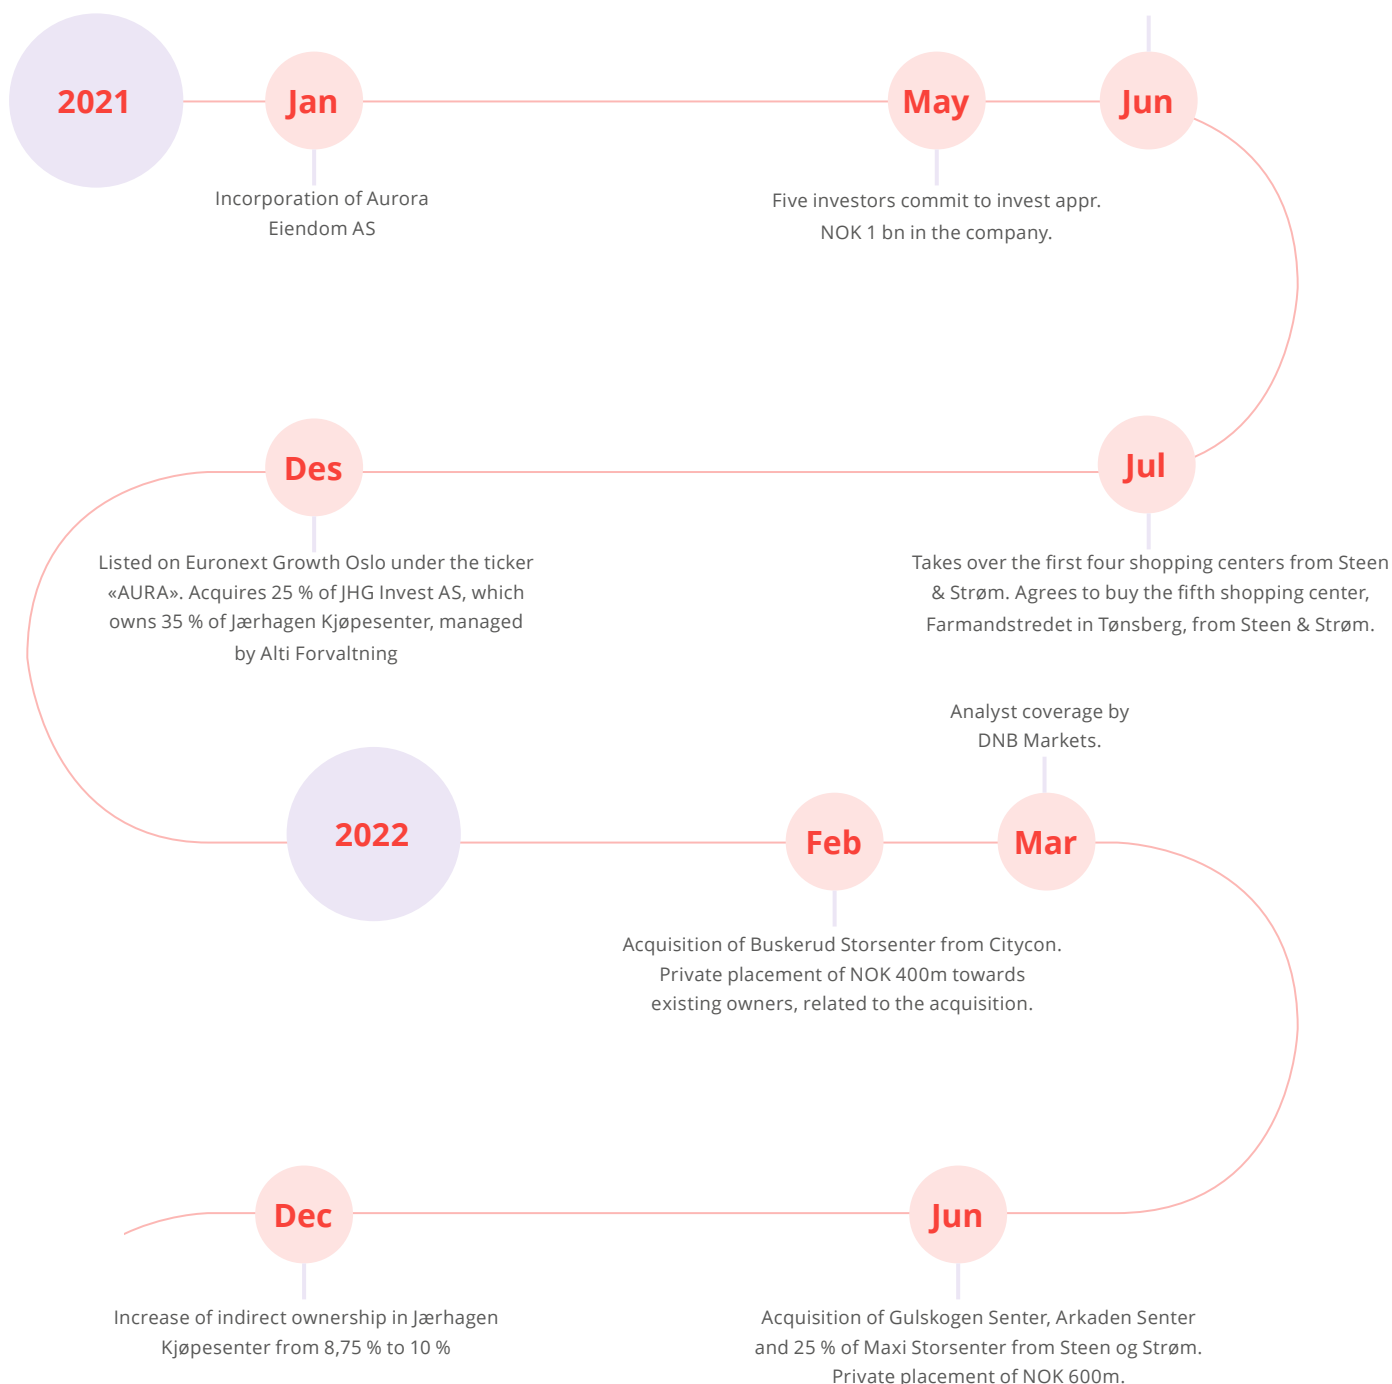 2021
Jan
May
Jun
Incorporation of Aurora
Eiendom AS
Five investors commit to invest appr.
NOK 1 bn in the company.
Des
Jul
Listed on Euronext Growth Oslo under the ticker
«AURA». Acquires 25 % of JHG Invest AS, which
owns 35 % of Jærhagen Kjøpesenter, managed
by Alti Forvaltning
Takes over the first four shopping centers from Steen
& Strøm. Agrees to buy the fifth shopping center,
Farmandstredet in Tønsberg, from Steen & Strøm.
Analyst coverage by
DNB Markets.
2022
Feb
Mar
Acquisition of Buskerud Storsenter from Citycon.
Private placement of NOK 400m towards
existing owners, related to the acquisition.
Dec
Jun
Increase of indirect ownership in Jærhagen
Kjøpesenter from 8,75 % to 10 %
Acquisition of Gulskogen Senter, Arkaden Senter
and 25 % of Maxi Storsenter from Steen og Strøm.
Private placement of NOK 600m.